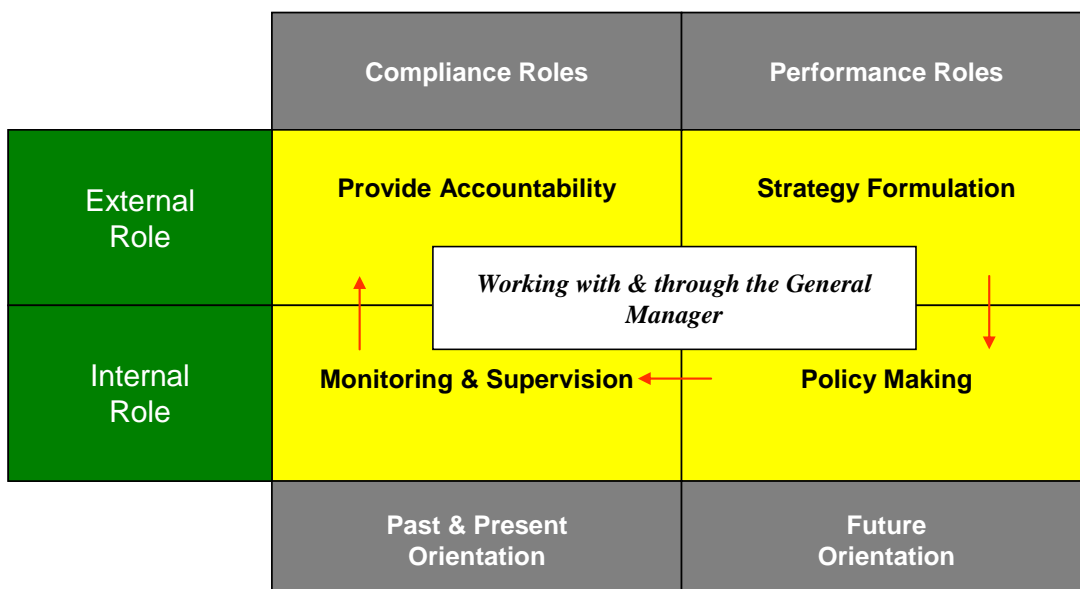 Compliance Roles
Performance Roles
External
Role
Provide Accountability
Strategy Formulation
Working with & through the General
Manager
Internal
Role
Monitoring & Supervision
Policy Making
Past & Present
Orientation
Future
Orientation